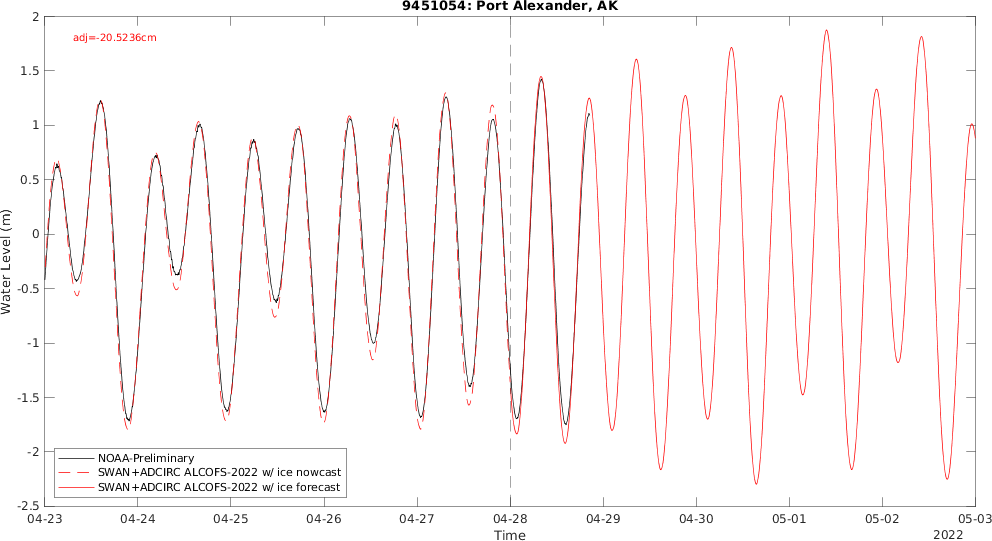 9451054: Port Alexander, AK
adj=-20.5236cm
2
1.5
1
0.5
0
-0.5
-1
-1.5
-2
-2.5
Water Level (m)
NOAA-Preliminary
SWAN+ADCIRC ALCOFS-2022 w/ ice nowcast
SWAN+ADCIRC ALCOFS-2022 w/ ice forecast
04-23 04-24 04-25 04-26 04-27 04-28 04-29 04-30 05-01 05-02 05-03
Time
2022